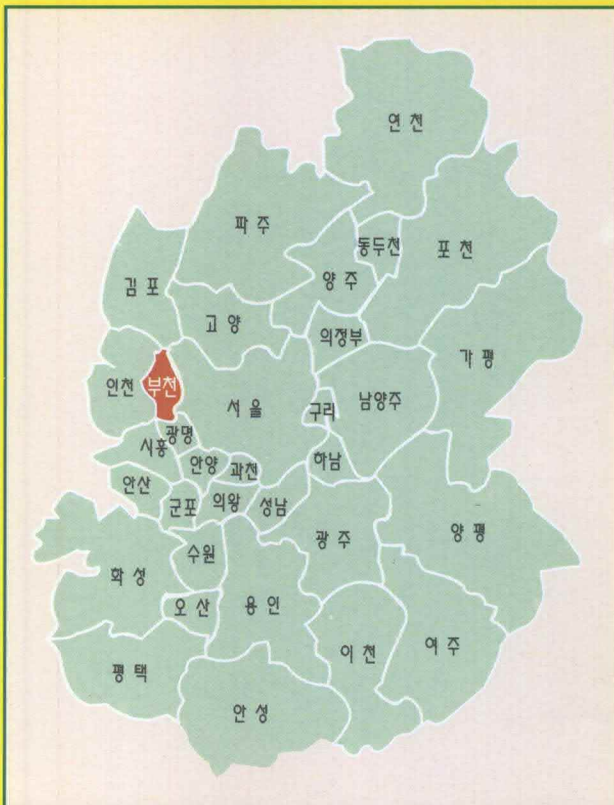 연 천
파 주
동두천
포 천
양 주
김 포
고 양
의정부
가 평
인천
부천
서 울
구리
남양주
광명
시흥
안양
과천
하남
안산
군포
의왕
성남
광 주
양 평
수원
화 성
오 산
용 인
이 천
여 주
평 택
안 성